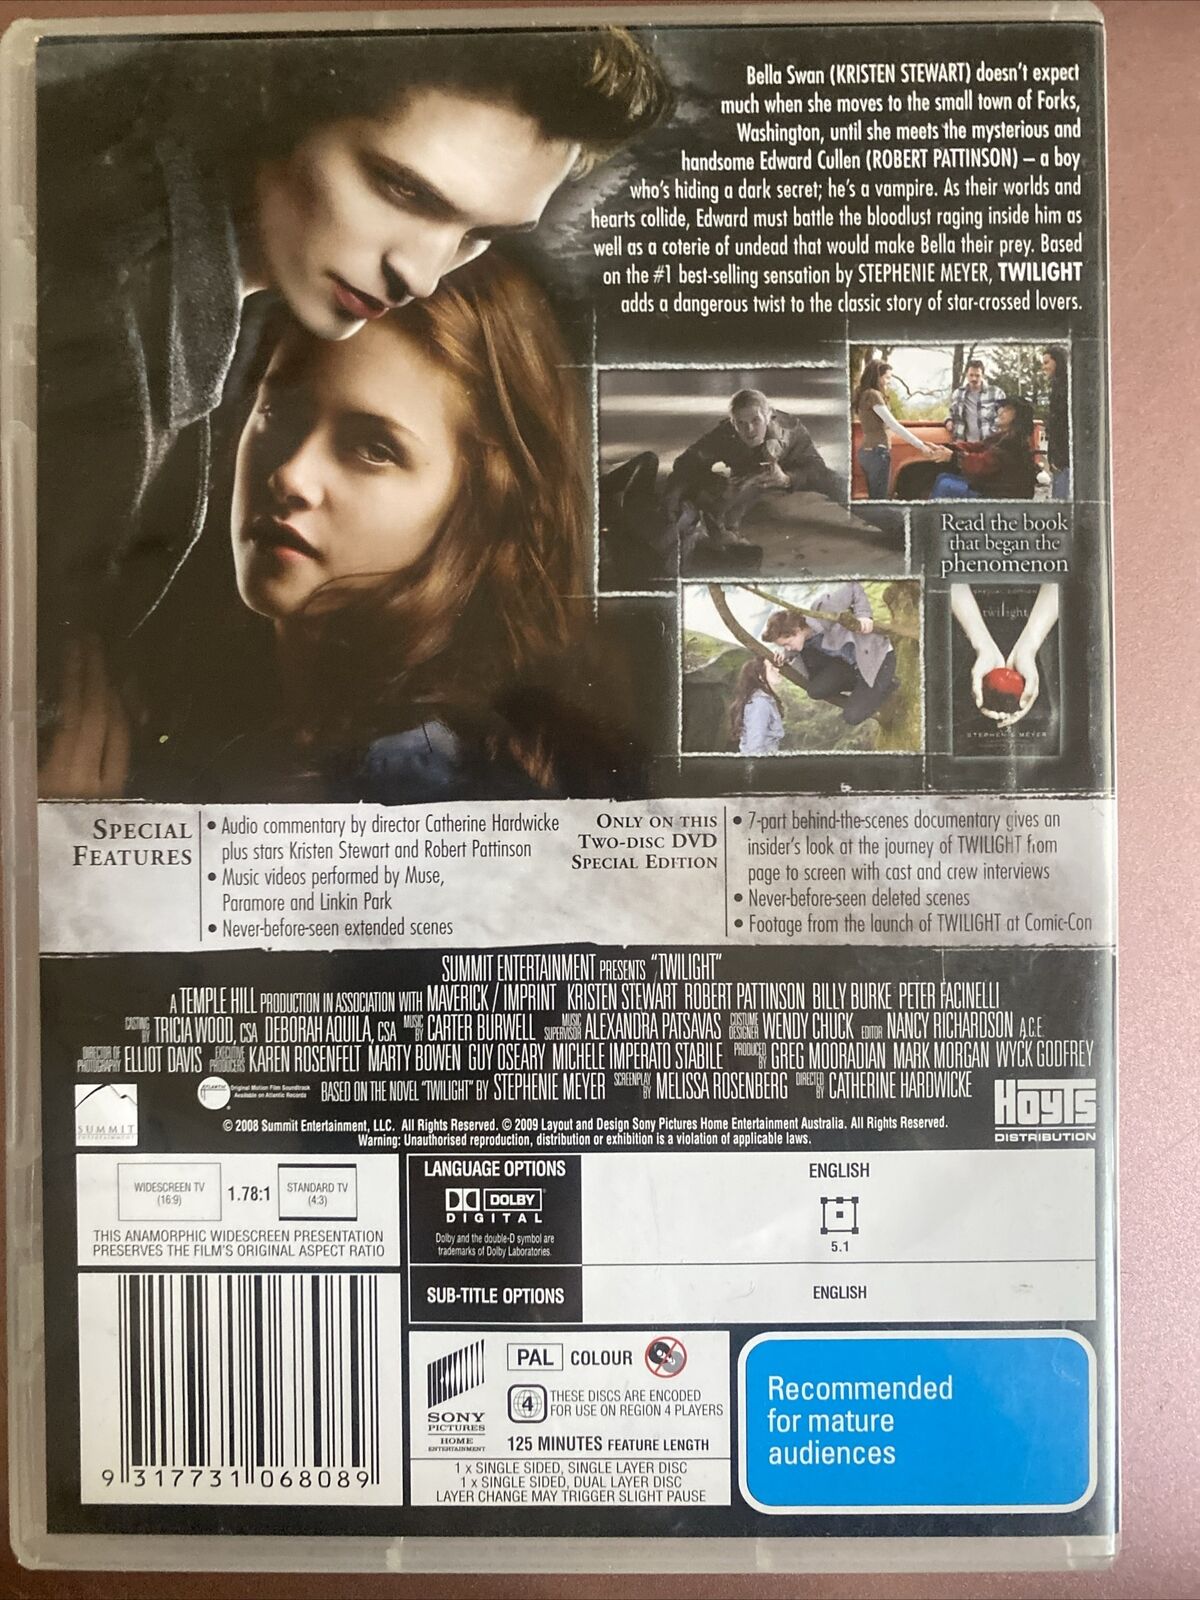 Bella Swan (KRISTEN STEWART) doesn't expect
much when she moves to the small town of Forks,
Washington, until she meets the mysterious and
handsome Edward Cullen (ROBERT PATTINSON) – a boy
who's hiding a dark secret; he's a vampire. As their worlds and
hearts collide, Edward must battle the bloodlust raging inside him as
well as a coterie of undead that would make Bella their prey. Based
on the #1 best-selling sensation by STEPHENIE MEYER, TWILIGHT
adds a dangerous twist to the classic story of star-crossed lovers.
Read the book
that began the
phenomenon
twilight
STEPHENIE MEYER
SPECIAL
FEATURES
• Audio commentary by director Catherine Hardwicke
plus stars Kristen Stewart and Robert Pattinson
• Music videos performed by Muse,
Paramore and Linkin Park
• Never-before-seen extended scenes
ONLY ON THIS
TWO-DISC DVD
SPECIAL EDITION
• 7-part behind-the-scenes documentary gives an
insider's look at the journey of TWILIGHT from
page to screen with cast and crew interviews
• Never-before-seen deleted scenes
• Footage from the launch of TWILIGHT at Comic-Con
SUMMIT ENTERTAINMENT PRESENTS "TWILIGHT"
A TEMPLE HILL PRODUCTION IN ASSOCIATION WITH MAVERICK / IMPRINT KRISTEN STEWART ROBERT PATTINSON BILLY BURKE PETER FACINELLI
CASTING BY TRICIA WOOD, CSA DEBORAH AQUILA, CSA MUSIC BY CARTER BURWELL MUSIC SUPERVISOR ALEXANDRA PATSAVAS COSTUME DESIGNER WENDY CHUCK EDITOR NANCY RICHARDSON A.C.E.
DIRECTOR OF PHOTOGRAPHY ELLIOT DAVIS EXECUTIVE PRODUCERS KAREN ROSENFELT MARTY BOWEN GUY OSEARY MICHELE IMPERATO STABILE PRODUCED BY GREG MOORADIAN MARK MORGAN WYCK GODFREY
ATLANTIC Original Motion Film Soundtrack
Available on Atlantic Records
BASED ON THE NOVEL "TWILIGHT" BY STEPHENIE MEYER SCREENPLAY BY MELISSA ROSENBERG DIRECTED BY CATHERINE HARDWICKE
SUMMIT
ENTERTAINMENT
HOYTS
DISTRIBUTION
© 2008 Summit Entertainment, LLC. All Rights Reserved. © 2009 Layout and Design Sony Pictures Home Entertainment Australia. All Rights Reserved.
Warning: Unauthorised reproduction, distribution or exhibition is a violation of applicable laws.
WIDESCREEN TV
(16:9)
1.78:1
STANDARD TV
(4:3)
THIS ANAMORPHIC WIDESCREEN PRESENTATION
PRESERVES THE FILM'S ORIGINAL ASPECT RATIO
LANGUAGE OPTIONS
ENGLISH
DOLBY
DIGITAL
5.1
Dolby and the double-D symbol are
trademarks of Dolby Laboratories.
SUB-TITLE OPTIONS
ENGLISH
9 317731 068089
SONY
PICTURES
HOME
ENTERTAINMENT
PAL COLOUR
4
THESE DISCS ARE ENCODED
FOR USE ON REGION 4 PLAYERS
125 MINUTES FEATURE LENGTH
1 x SINGLE SIDED, SINGLE LAYER DISC
1 x SINGLE SIDED, DUAL LAYER DISC
LAYER CHANGE MAY TRIGGER SLIGHT PAUSE
Recommended
for mature
audiences